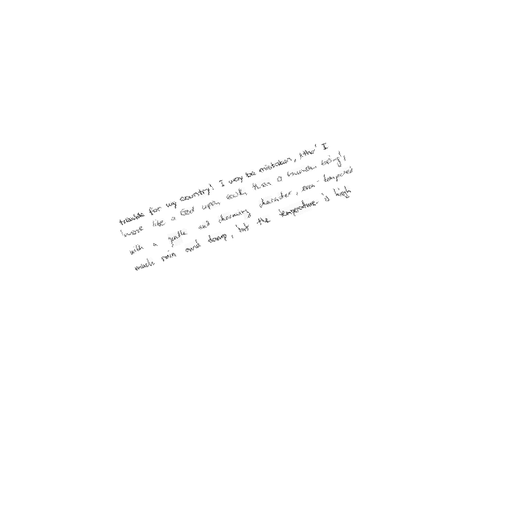 trouble for my country! I may be mistaken, tho' I
more like a God upon earth than a human being!,
with a gentle and charming character, even-tempered
much rain and damp, but the temperature is high